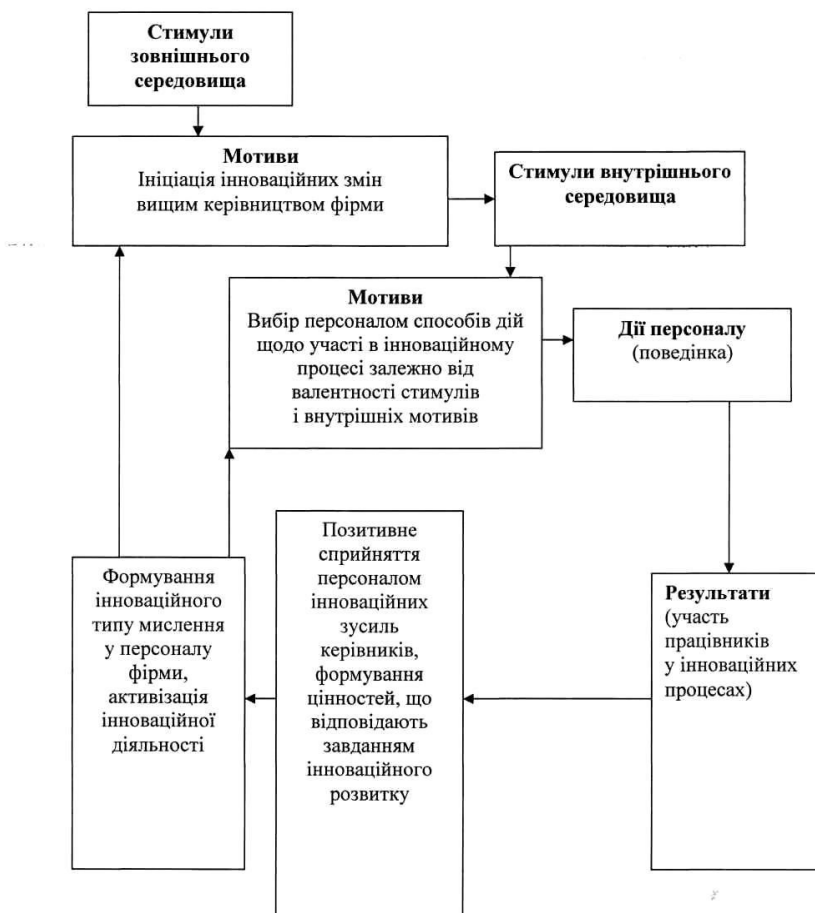 Стимули
зовнішнього
середовища
Мотиви
Ініціація інноваційних змін
вищим керівництвом фірми
Стимули внутрішнього
середовища
Мотиви
Вибір персоналом способів дій
щодо участі в інноваційному
процесі залежно від
валентності стимулів
і внутрішніх мотивів
Дії персоналу
(поведінка)
Результати
(участь
працівників
у інноваційних
процесах)
Позитивне
сприйняття
персоналом
інноваційних
зусиль
керівників,
формування
цінностей, що
відповідають
завданням
інноваційного
розвитку
Формування
інноваційного
типу мислення
у персоналу
фірми,
активізація
інноваційної
діяльності